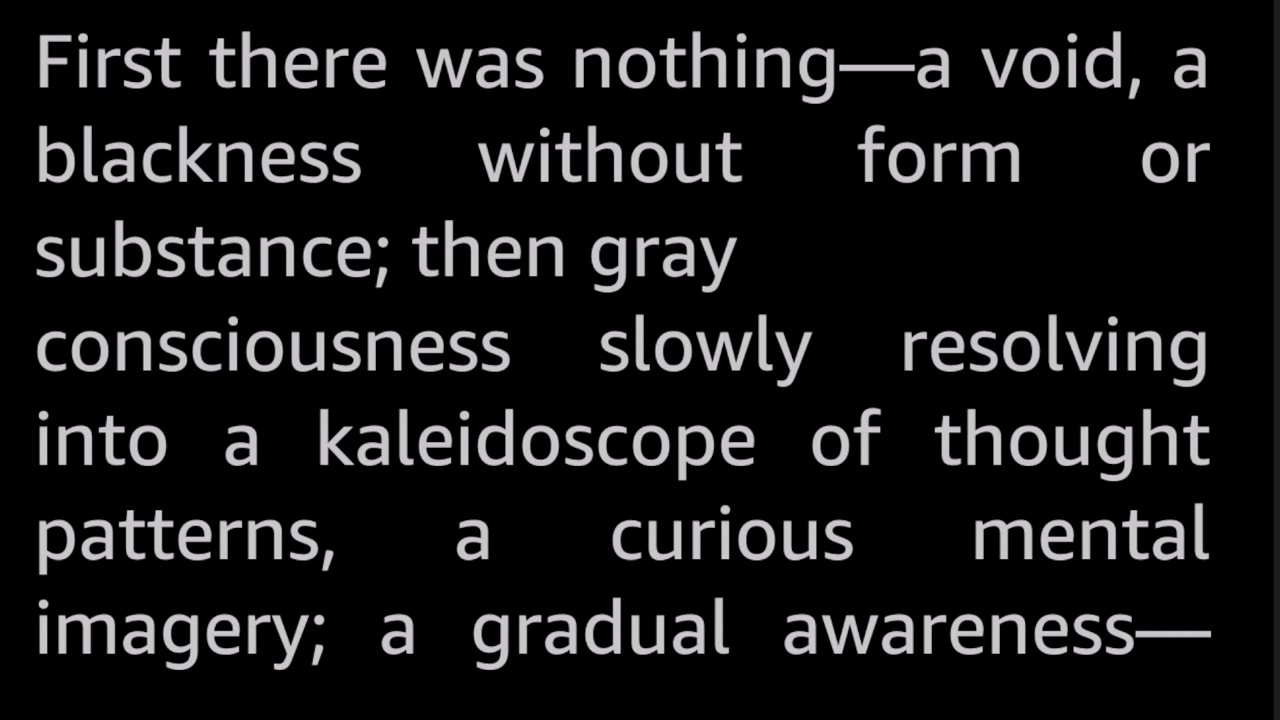 First there was nothing—a void, a
blackness without form or
substance; then gray
consciousness slowly resolving
into a kaleidoscope of thought
patterns, a curious mental
imagery; a gradual awareness—